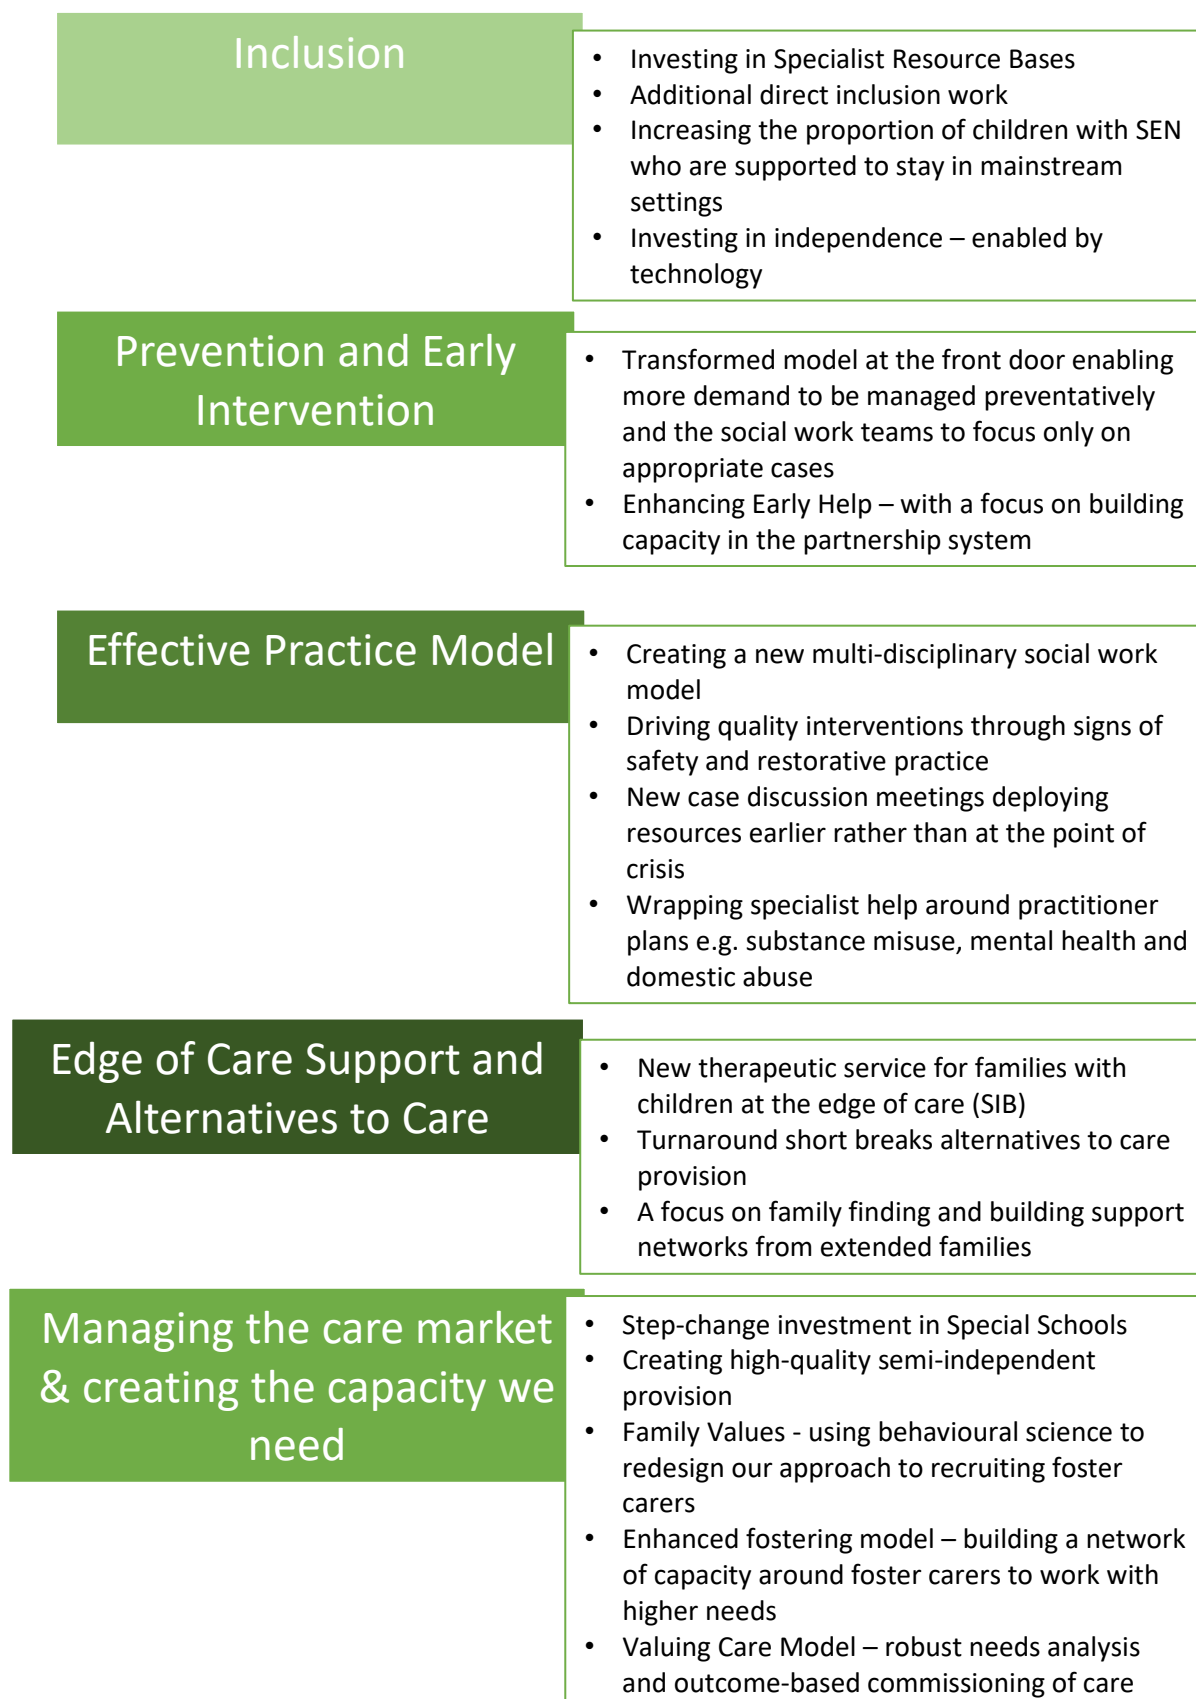 Inclusion
• Investing in Specialist Resource Bases
• Additional direct inclusion work
• Increasing the proportion of children with SEN
who are supported to stay in mainstream
settings
• Investing in independence – enabled by
technology
Prevention and Early
Intervention
• Transformed model at the front door enabling
more demand to be managed preventatively
and the social work teams to focus only on
appropriate cases
• Enhancing Early Help – with a focus on building
capacity in the partnership system
Effective Practice Model
• Creating a new multi-disciplinary social work
model
• Driving quality interventions through signs of
safety and restorative practice
• New case discussion meetings deploying
resources earlier rather than at the point of
crisis
• Wrapping specialist help around practitioner
plans e.g. substance misuse, mental health and
domestic abuse
Edge of Care Support and
Alternatives to Care
• New therapeutic service for families with
children at the edge of care (SIB)
• Turnaround short breaks alternatives to care
provision
• A focus on family finding and building support
networks from extended families
Managing the care market
& creating the capacity we
need
• Step-change investment in Special Schools
• Creating high-quality semi-independent
provision
• Family Values - using behavioural science to
redesign our approach to recruiting foster
carers
• Enhanced fostering model – building a network
of capacity around foster carers to work with
higher needs
• Valuing Care Model – robust needs analysis
and outcome-based commissioning of care